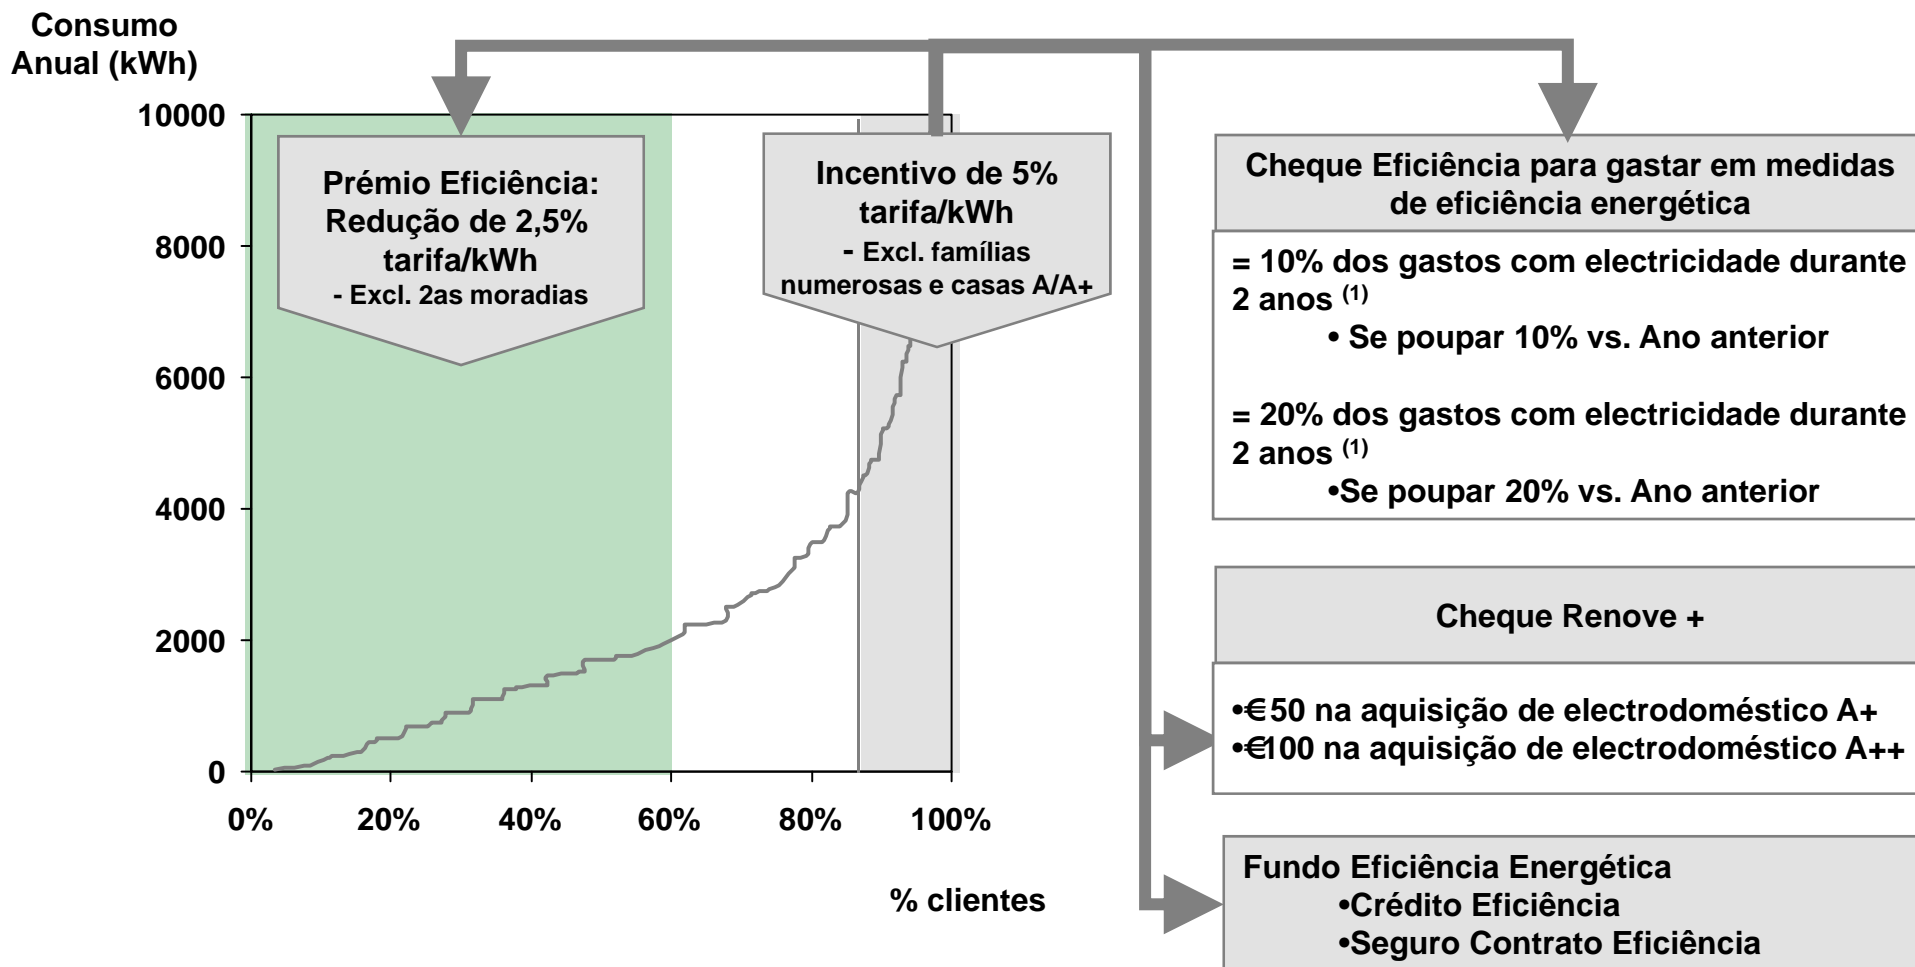 Consumo
Anual (kWh)
10000
8000
6000
4000
2000
0
0%
20%
40%
60%
80%
100%
% clientes
Prémio Eficiência:
Redução de 2,5%
tarifa/kWh
- Excl. 2as moradias
Incentivo de 5%
tarifa/kWh
- Excl. famílias
numerosas e casas A/A+
Cheque Eficiência para gastar em medidas
de eficiência energética
= 10% dos gastos com electricidade durante
2 anos (1)
• Se poupar 10% vs. Ano anterior
= 20% dos gastos com electricidade durante
2 anos (1)
•Se poupar 20% vs. Ano anterior
Cheque Renove +
•€50 na aquisição de electrodoméstico A+
•€100 na aquisição de electrodoméstico A++
Fundo Eficiência Energética
•Crédito Eficiência
•Seguro Contrato Eficiência